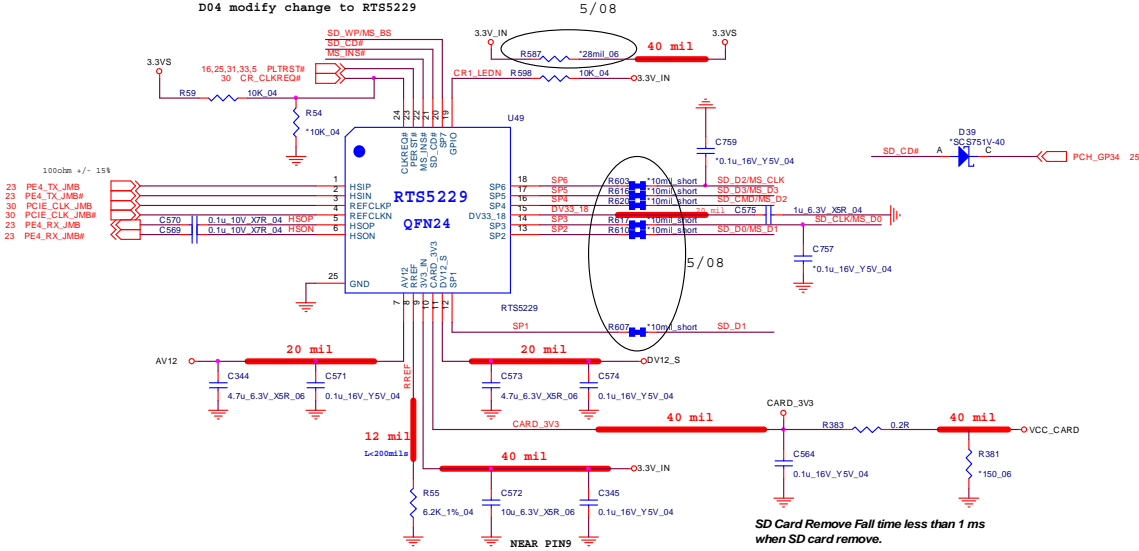 D04 modify change to RTS5229
5/08
SD_WP/MS_BS
SD_CD#
MS_INS#
3.3V_IN
R587
*28mil_06
40 mil
3.3VS
3.3VS
16,25,31,33,5 PLTRST#
30 CR_CLKREQ#
CR1_LEDN
R598
10K_04
3.3V_IN
R59
10K_04
R54
*10K_04
24
23
22
21
20
19
U49
CLKREQ#
PERST#
MS_INS#
SD_CD#
SP7
GPIO
C759
*0.1u_16V_Y5V_04
D39
*SCS751V-40
SD_CD#
A
C
PCH_GP34 25
100ohm +/- 15%
23 PE4_TX_JMB
23 PE4_TX_JMB#
30 PCIE_CLK_JMB
30 PCIE_CLK_JMB#
23 PE4_RX_JMB
23 PE4_RX_JMB#
C570
0.1u_10V_X7R_04
HSOP
C569
0.1u_10V_X7R_04
HSON
1
2
3
4
5
6
HSIP
HSIN
REFCLKP
REFCLKN
HSOP
HSON
RTS5229
QFN24
SP6
SP5
SP4
DV33_18
SP3
SP2
18
17
16
15
14
13
SP6
SP5
SP4
DV33_18
SP3
SP2
R603 *10mil_short SD_D2/MS_CLK
R616 *10mil_short SD_D3/MS_D3
R620 *10mil_short SD_CMD/MS_D2
20 mil
C575
1u_6.3V_X5R_04
R617 *10mil_short SD_CLK/MS_D0
R610 *10mil_short SD_D0/MS_D1
C757
*0.1u_16V_Y5V_04
5/08
25
GND
AV12
RREF
3V3_IN
CARD_3V3
DV12_S
SP1
7
8
9
10
11
12
RTS5229
SP1
R607
*10mil_short
SD_D1
AV12
20 mil
20 mil
DV12_S
C344
4.7u_6.3V_X5R_06
C571
0.1u_16V_Y5V_04
RREF
C573
4.7u_6.3V_X5R_06
C574
0.1u_16V_Y5V_04
CARD_3V3
CARD_3V3
40 mil
R383
0.2R
40 mil
VCC_CARD
12 mil
L<200mils
40 mil
3.3V_IN
C564
0.1u_16V_Y5V_04
R381
*150_06
R55
6.2K_1%_04
C572
10u_6.3V_X5R_06
C345
0.1u_16V_Y5V_04
NEAR PIN9
SD Card Remove Fall time less than 1 ms
when SD card remove.